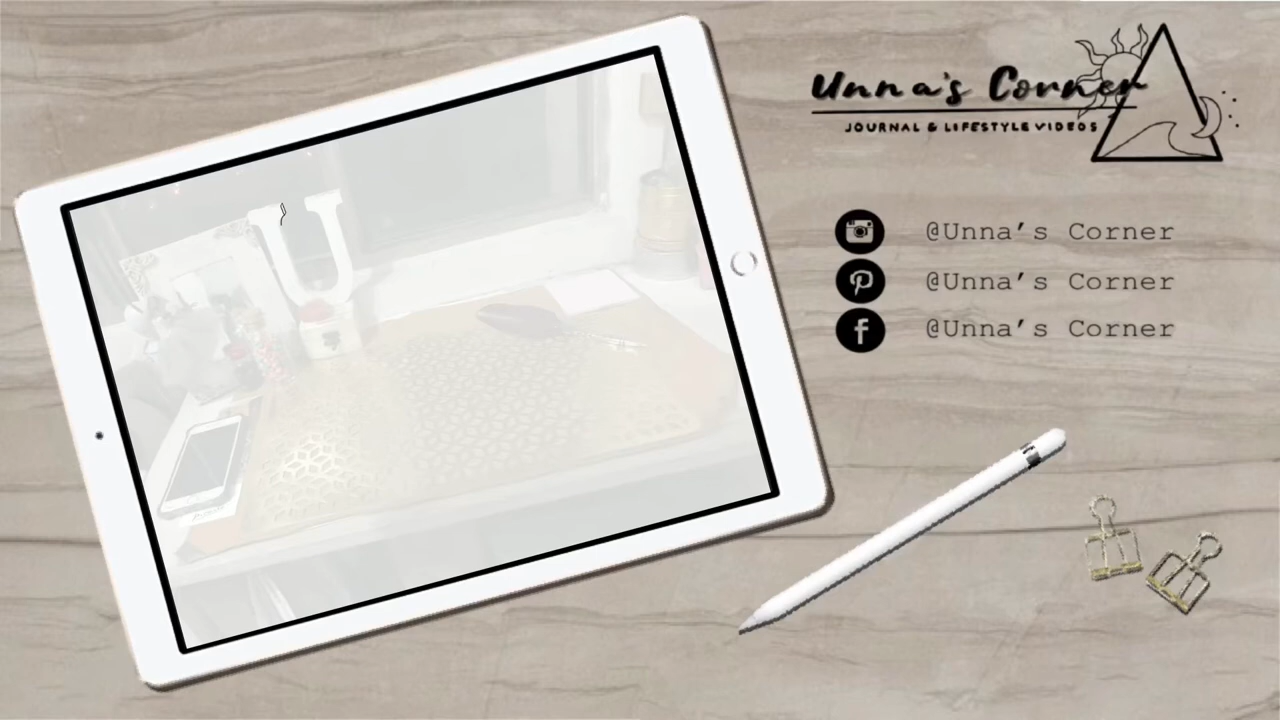 Unna's Corner
JOURNAL & LIFESTYLE VIDEOS
@Unna's Corner
@Unna's Corner
@Unna's Corner
U